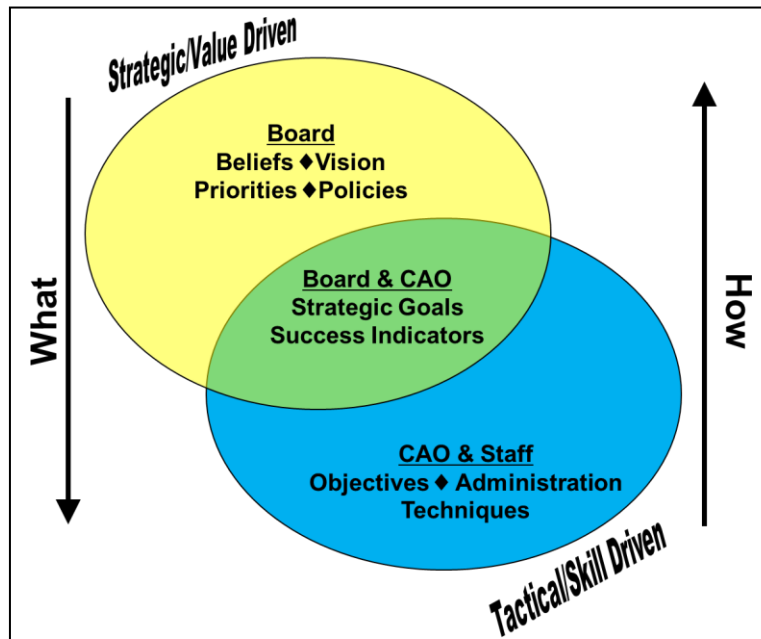 Strategic/Value Driven
Board
Beliefs ♦Vision
Priorities ♦Policies
What
How
Board & CAO
Strategic Goals
Success Indicators
CAO & Staff
Objectives ♦ Administration
Techniques
Tactical/Skill Driven